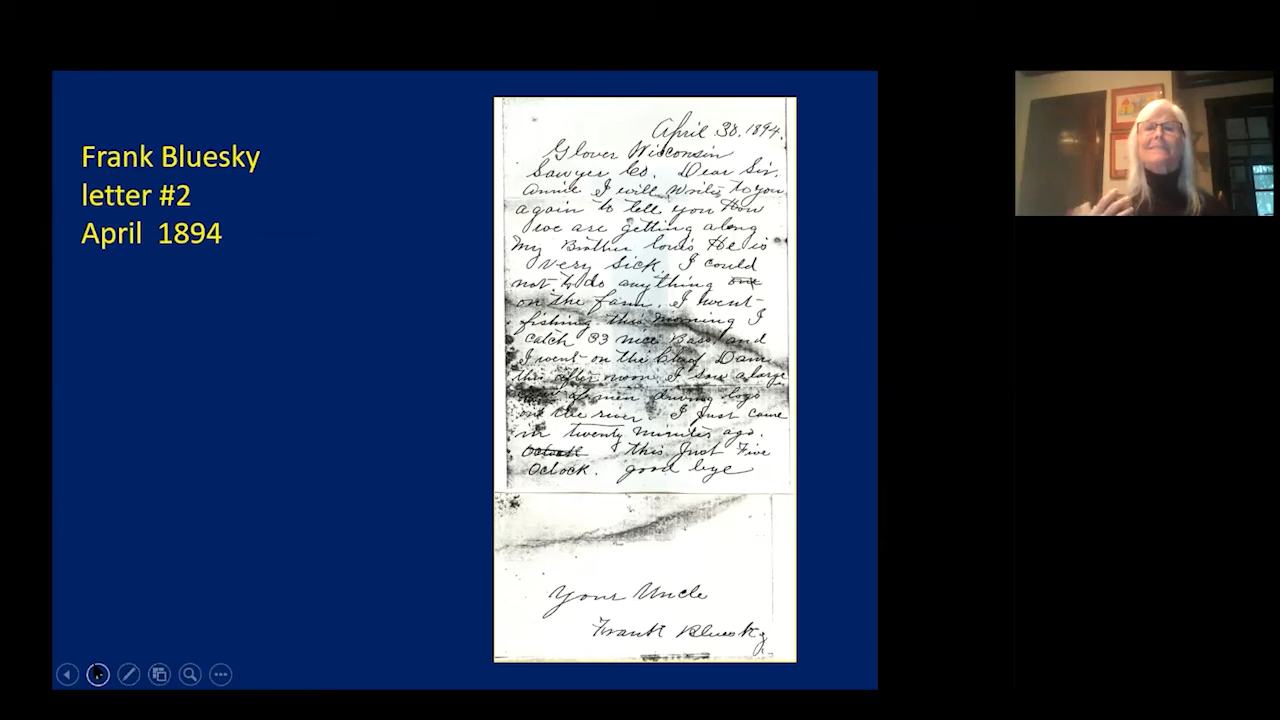 Frank Bluesky
letter #2
April 1894
April 30. 1894.
Glover Wisconsin
Sawyer Co. Dear Sir.
Annie I will write to you
again to tell you How
we are getting along
My Brother louis He is
very sick. I could
not to do anything
on the farm. I went
fishing this morning I
catch 33 nice Bass and
I went on the Dam
this after noon I saw a large
of men driving logs
on the river I Just came
in twenty minutes ago.
this Just Five
Oclock. good bye
Your Uncle
Frank Bluesky